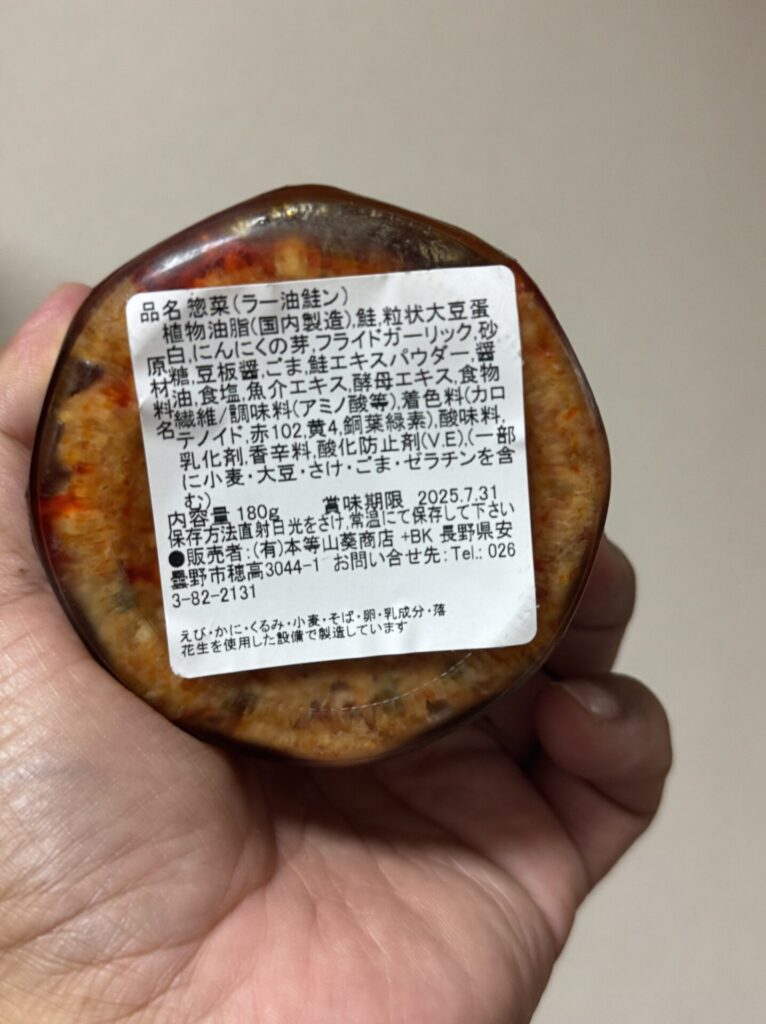 品名 惣菜(ラー油鮭ン)
植物油脂(国内製造),鮭,粒状大豆蛋
白,にんにくの芽,フライドガーリック,砂
原糖,豆板醤,ごま,鮭エキスパウダー,醤
材油,食塩,魚介エキス,酵母エキス,食物
料繊維/調味料(アミノ酸等),着色料(カロ
名テノイド,赤102,黄4,銅葉緑素),酸味料,
乳化剤,香辛料,酸化防止剤(V.E),(一部
に小麦・大豆・さけ・ごま・ゼラチンを含
む)
内容量 180g 賞味期限 2025.7.31
保存方法直射日光をさけ,常温にて保存して下さい
●販売者:(有)本等山葵商店 +BK 長野県安
曇野市穂高3044-1 お問い合せ先:Tel.: 026
3-82-2131
えび・かに・くるみ・小麦・そば・卵・乳成分・落
花生を使用した設備で製造しています